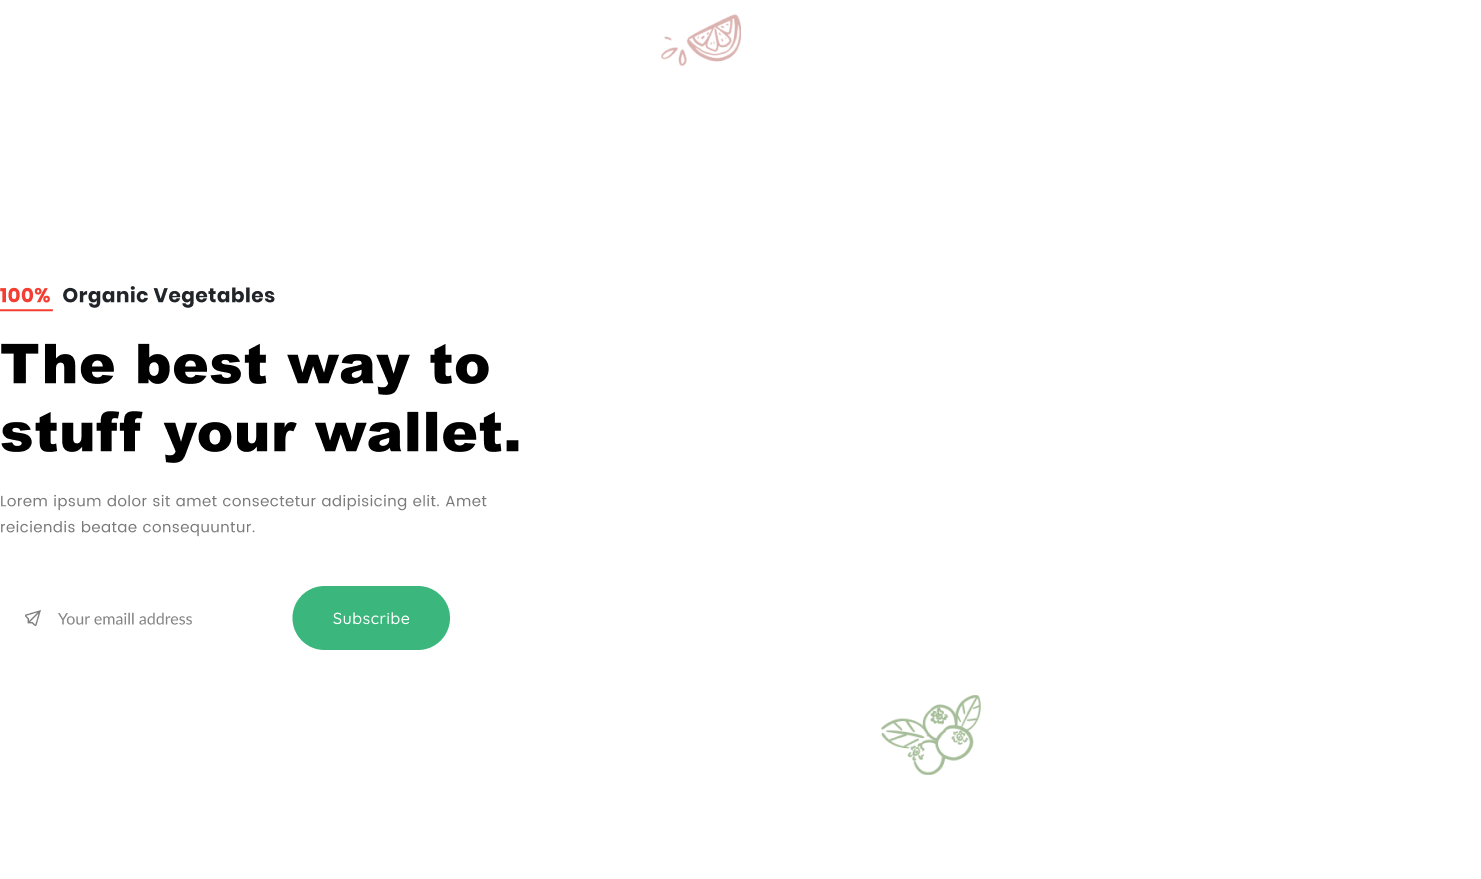 100% Organic Vegetables
The best way to
stuff your wallet.
Lorem ipsum dolor sit amet consectetur adipisicing elit. Amet
reiciendis beatae consequuntur.
Your emaill address
Subscribe